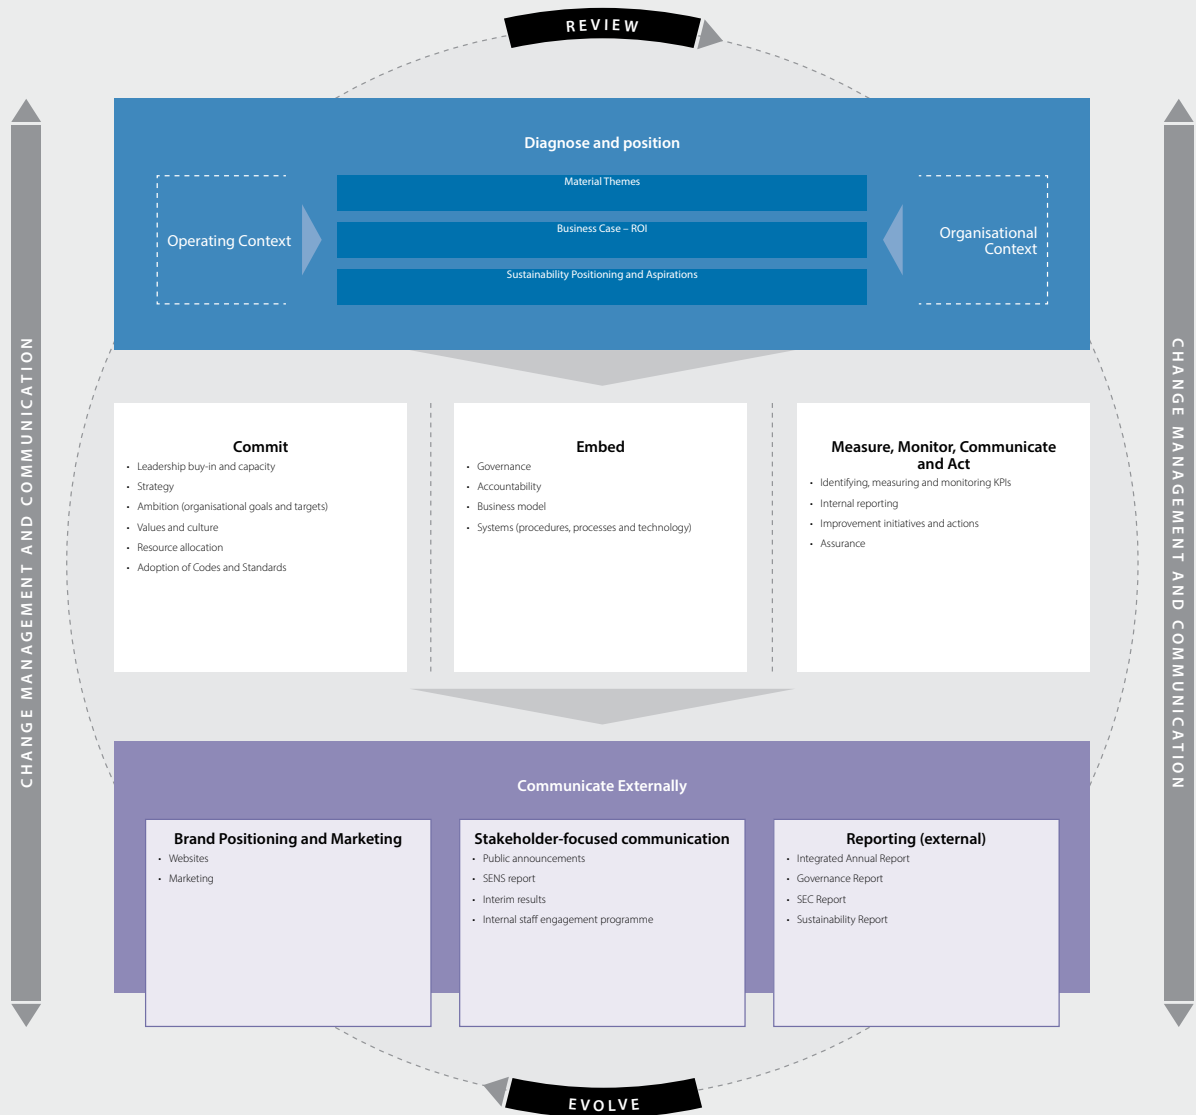 REVIEW
CHANGE MANAGEMENT AND COMMUNICATION
Diagnose and position
Operating Context
Material Themes
Business Case – ROI
Sustainability Positioning and Aspirations
Organisational
Context
CHANGE MANAGEMENT AND COMMUNICATION
Commit
• Leadership buy-in and capacity
• Strategy
• Ambition (organisational goals and targets)
• Values and culture
• Resource allocation
• Adoption of Codes and Standards
Embed
• Governance
• Accountability
• Business model
• Systems (procedures, processes and technology)
Measure, Monitor, Communicate
and Act
• Identifying, measuring and monitoring KPIs
• Internal reporting
• Improvement initiatives and actions
• Assurance
Communicate Externally
Brand Positioning and Marketing
• Websites
• Marketing
Stakeholder-focused communication
• Public announcements
• SENS report
• Interim results
• Internal staff engagement programme
Reporting (external)
• Integrated Annual Report
• Governance Report
• SEC Report
• Sustainability Report
EVOLVE